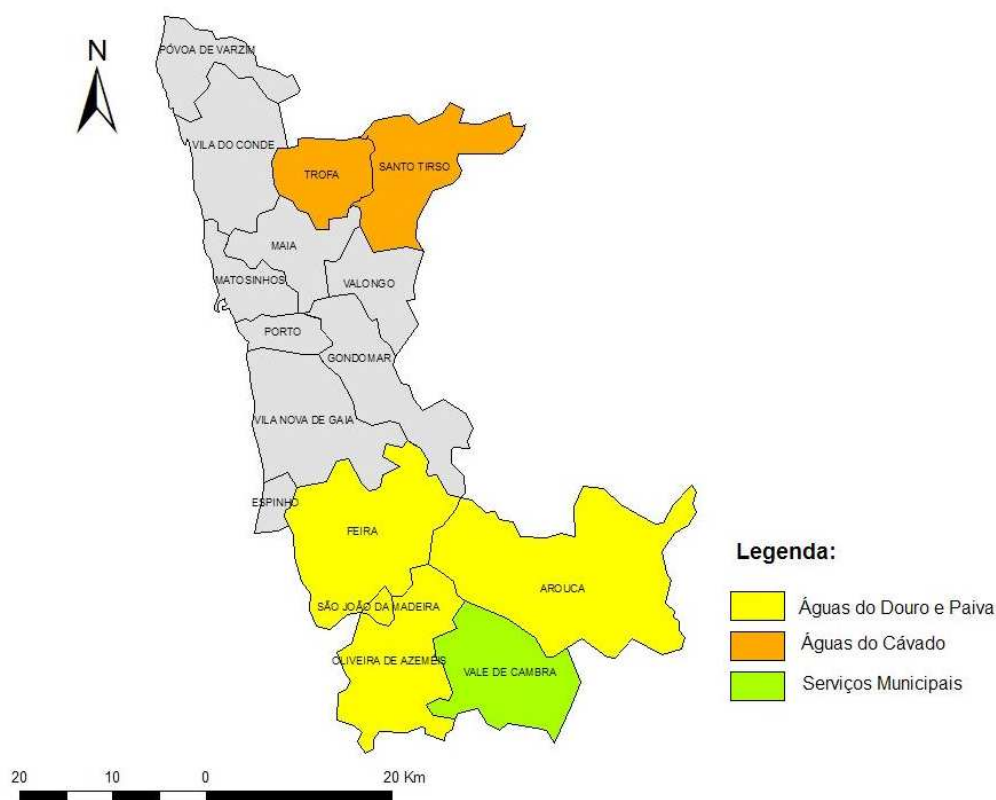 PÓVOA DE VARZIM
N
VILA DO CONDE
TROFA
SANTO TIRSO
MAIA
MATOSINHOS
VALONGO
PORTO
GONDOMAR
VILA NOVA DE GAIA
ESPINHO
FEIRA
AROUCA
SÃO JOÃO DA MADEIRA
OLIVEIRA DE AZEMÉIS
VALE DE CAMBRA
Legenda:
Águas do Douro e Paiva
Águas do Cávado
Serviços Municipais
20 10 0 20 Km